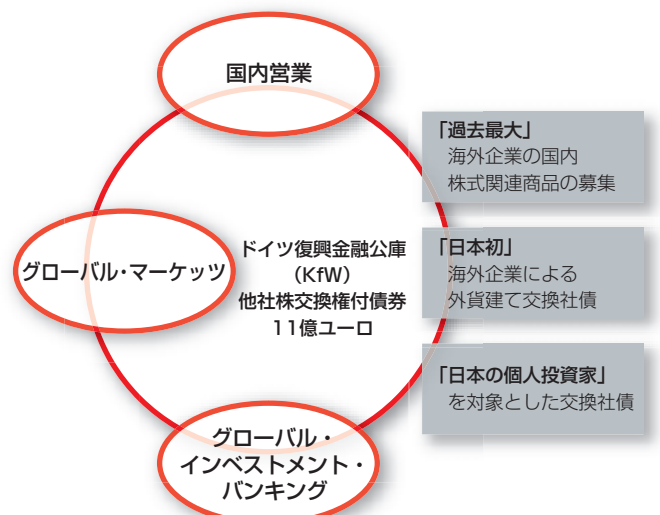 国内営業
グローバル・マーケッツ
ドイツ復興金融公庫
（KfW）
他社株交換権付債券
11億ユーロ
グローバル・
インベストメント・
バンキング
「過去最大」
海外企業の国内
株式関連商品の募集
「日本初」
海外企業による
外貨建て交換社債
「日本の個人投資家」
を対象とした交換社債